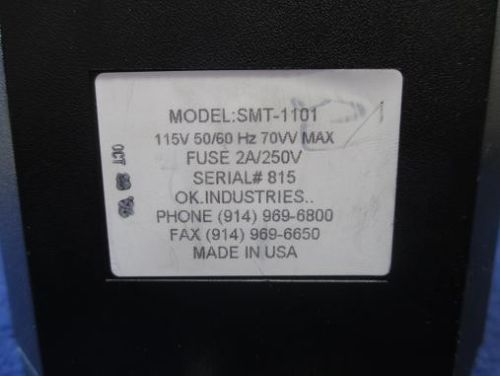 MODEL:SMT-1101
115V 50/60 Hz 70VV MAX
FUSE 2A/250V
SERIAL# 815
OK.INDUSTRIES..
PHONE (914) 969-6800
FAX (914) 969-6650
MADE IN USA
OCT